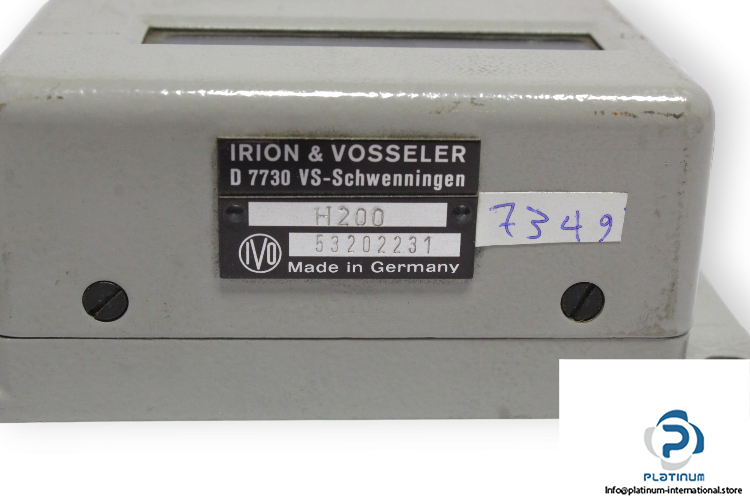 IRION & VOSSELER
D 7730 VS-Schwenningen
H200
53202231
IVO
Made in Germany
7349
PLATINUM
Info@platinum-international.store